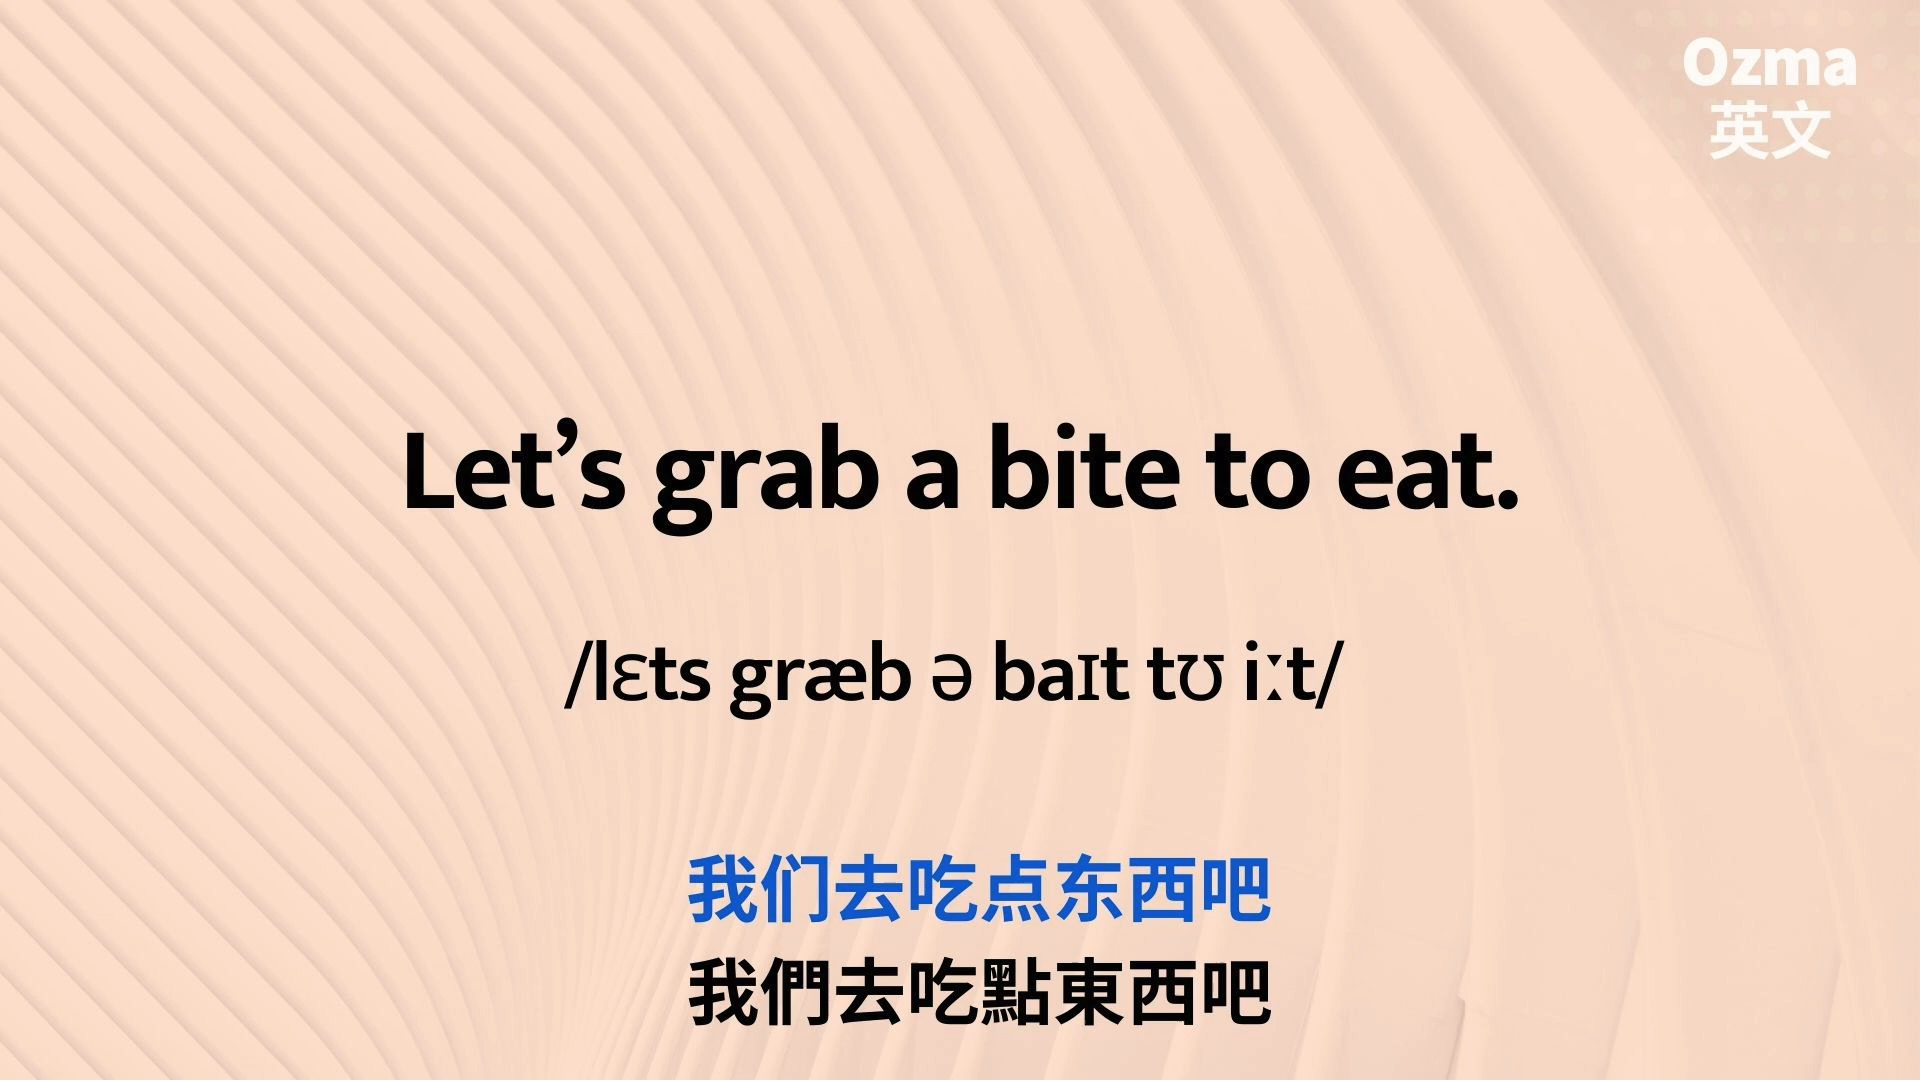 Ozma
英文
Let’s grab a bite to eat.
/lɛts græb ə baɪt tʊ iːt/
我们去吃点东西吧
我們去吃點東西吧